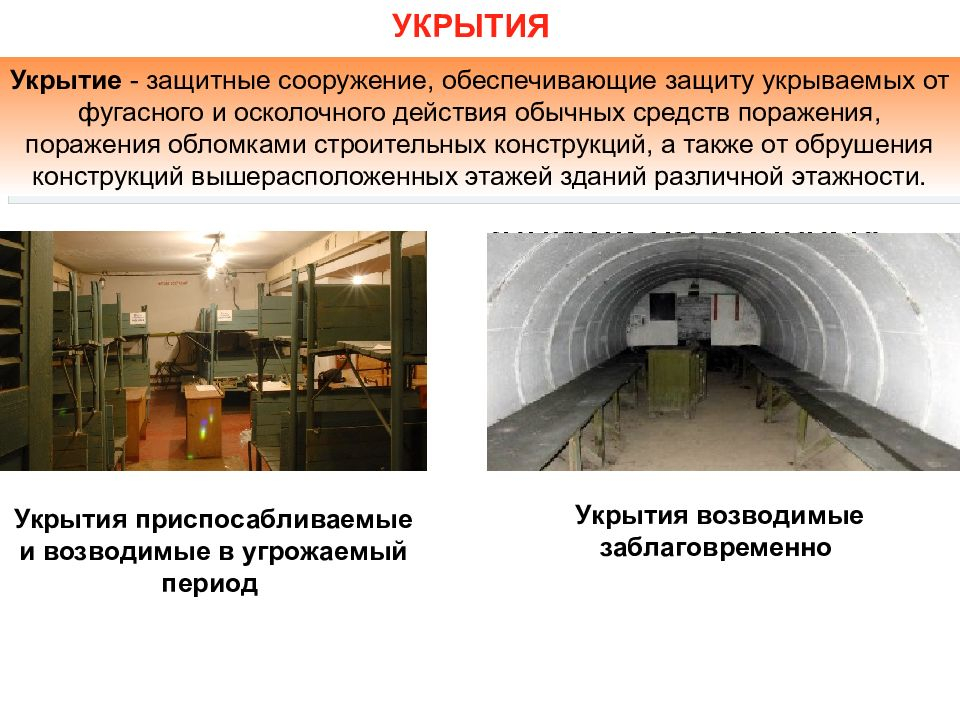 УКРЫТИЯ
Укрытие - защитные сооружение, обеспечивающие защиту укрываемых от
фугасного и осколочного действия обычных средств поражения,
поражения обломками строительных конструкций, а также от обрушения
конструкций вышерасположенных этажей зданий различной этажности.
Укрытия приспосабливаемые
и возводимые в угрожаемый
период
Укрытия возводимые
заблаговременно